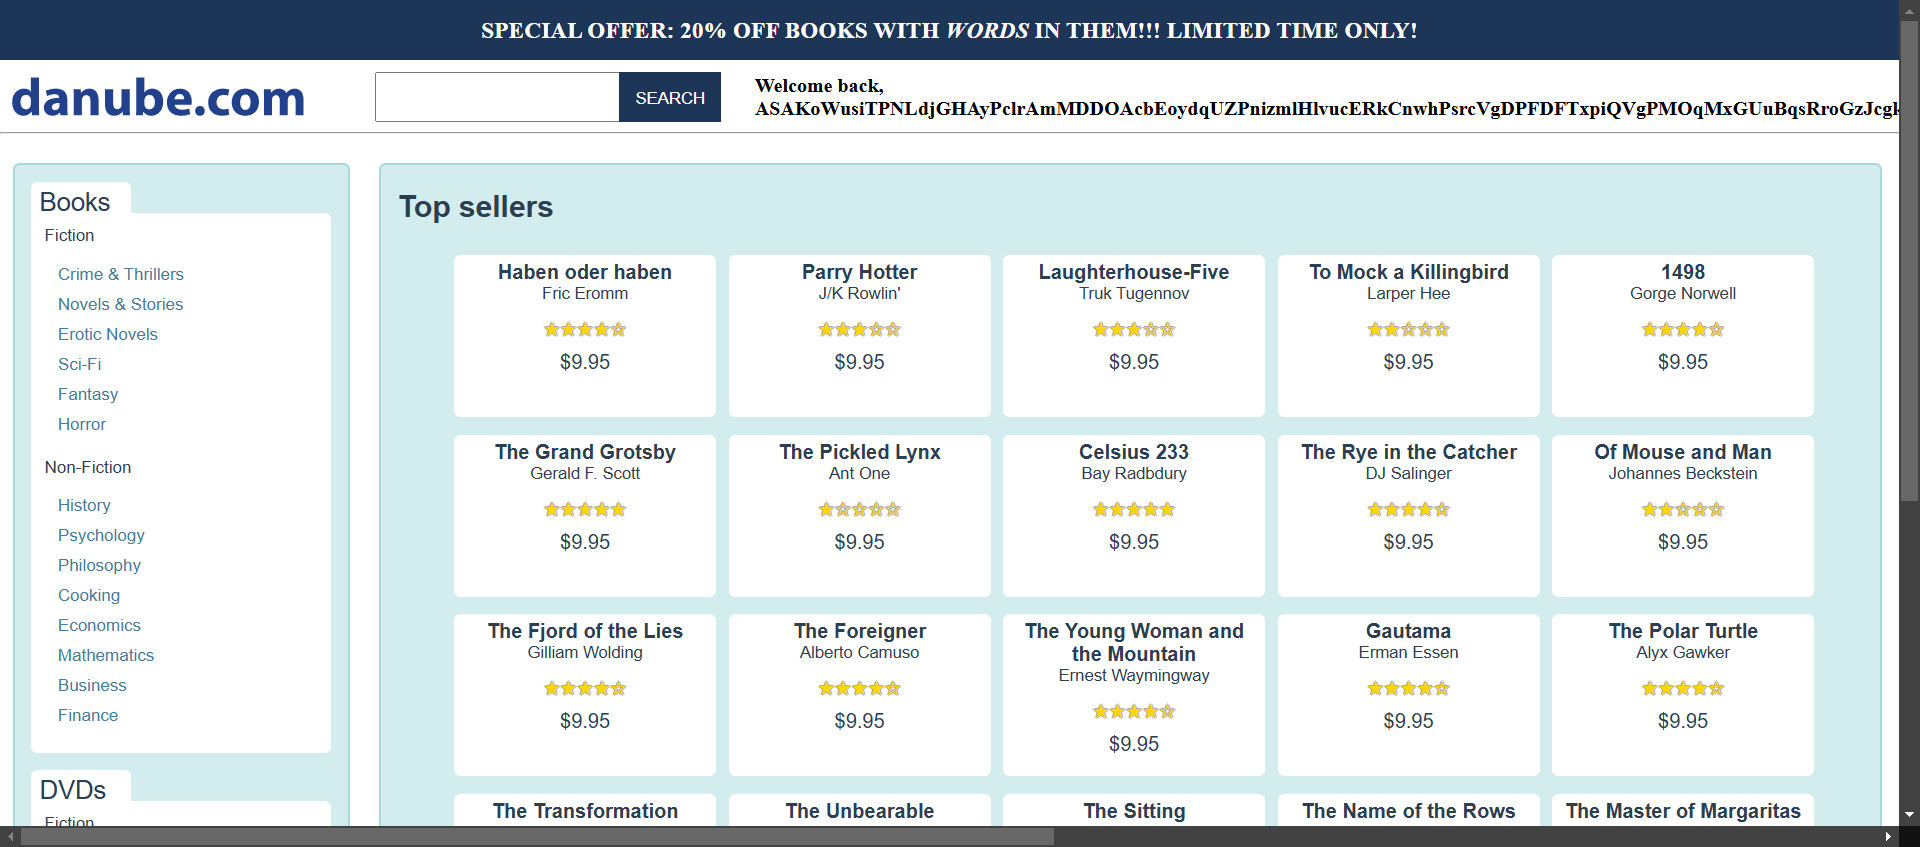 SPECIAL OFFER: 20% OFF BOOKS WITH WORDS IN THEM!!! LIMITED TIME ONLY!
danube.com
SEARCH
Welcome back,
ASAKoWusiTPNLdjGHAyPclrAmMDDOAcbEoydqUZPnizmlHlvucERkCnwhPsrcVgDPFDFTxpiQVgPMOqMxGUuBqsRroGzJcgk
Books
Fiction
Crime & Thrillers
Novels & Stories
Erotic Novels
Sci-Fi
Fantasy
Horror
Non-Fiction
History
Psychology
Philosophy
Cooking
Economics
Mathematics
Business
Finance
DVDs
Fiction
Top sellers
Haben oder haben
Fric Eromm
$9.95
Parry Hotter
J/K Rowlin'
$9.95
Laughterhouse-Five
Truk Tugennov
$9.95
To Mock a Killingbird
Larper Hee
$9.95
1498
Gorge Norwell
$9.95
The Grand Grotsby
Gerald F. Scott
$9.95
The Pickled Lynx
Ant One
$9.95
Celsius 233
Bay Radbdury
$9.95
The Rye in the Catcher
DJ Salinger
$9.95
Of Mouse and Man
Johannes Beckstein
$9.95
The Fjord of the Lies
Gilliam Wolding
$9.95
The Foreigner
Alberto Camuso
$9.95
The Young Woman and
the Mountain
Ernest Waymingway
$9.95
Gautama
Erman Essen
$9.95
The Polar Turtle
Alyx Gawker
$9.95
The Transformation
The Unbearable
The Sitting
The Name of the Rows
The Master of Margaritas